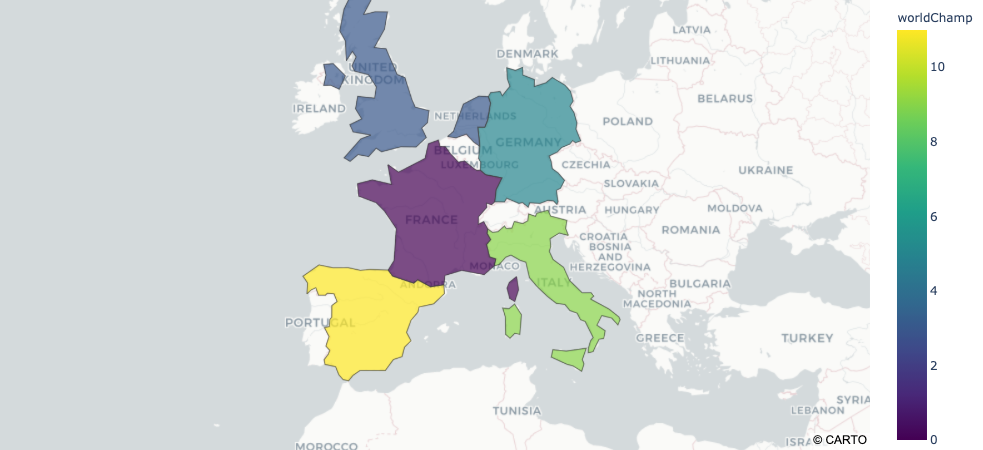 worldChamp
LATVIA
DENMARK
LITHUANIA
UNITED
KINGDOM
10
BELARUS
IRELAND
NETHERLANDS
POLAND
8
GERMANY
BELGIUM
LUXEMBOURG
CZECHIA
UKRAINE
SLOVAKIA
AUSTRIA
HUNGARY
MOLDOVA
6
FRANCE
ROMANIA
CROATIA
BOSNIA
AND
HERZEGOVINA
MONACO
ANDORRA
ITALY
BULGARIA
4
NORTH
MACEDONIA
PORTUGAL
GREECE
TURKEY
2
SYRIA
TUNISIA
LEBANON
0
ISRA
© CARTO
MOROCCO